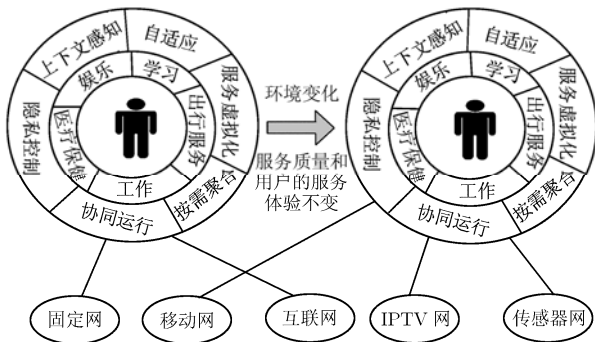 上下文感知
自适应
服务虚拟化
按需聚合
协同运行
隐私控制
娱乐
学习
出行服务
工作
医疗保健
环境变化
服务质量和
用户的服务
体验不变
上下文感知
自适应
服务虚拟化
按需聚合
协同运行
隐私控制
娱乐
学习
出行服务
工作
医疗保健
固定网
移动网
互联网
IPTV 网
传感器网